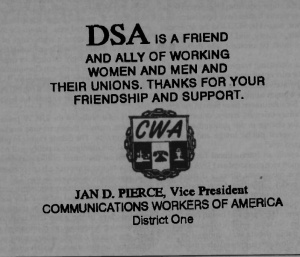 DSA IS A FRIEND
AND ALLY OF WORKING
WOMEN AND MEN AND
THEIR UNIONS. THANKS FOR YOUR
FRIENDSHIP AND SUPPORT.
CWA
JAN D. PIERCE, Vice President
COMMUNICATIONS WORKERS OF AMERICA
District One